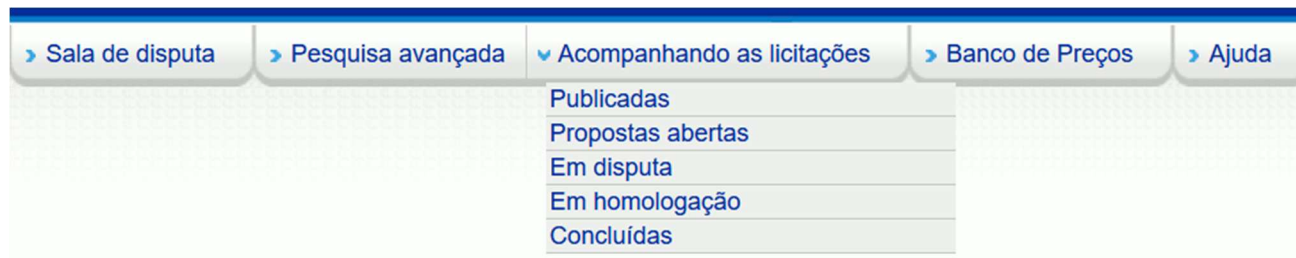 Sala de disputa Pesquisa avançada Acompanhando as licitações Banco de Preços Ajuda
Publicadas
Propostas abertas
Em disputa
Em homologação
Concluídas